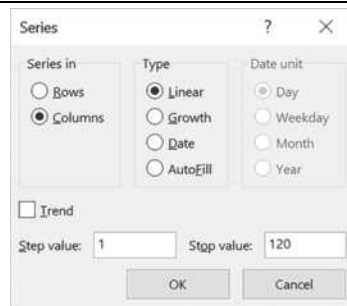 Series ? ×
Series in Type Date unit
Rows Linear Day
Columns Growth Weekday
Date Month
AutoFill Year
Trend
Step value: 1 Stop value: 120
OK Cancel